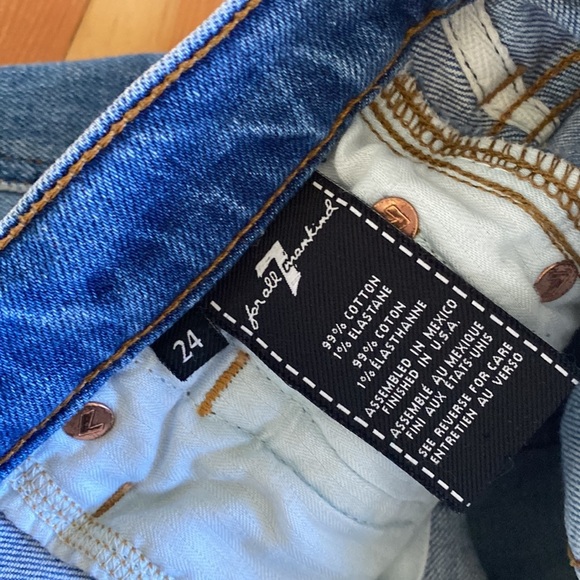 7
for all mankind
24
99% COTTON
1% ELASTANE
99% COTON
1% ELASTHANNE
ASSEMBLED IN MEXICO
FINISHED IN U.S.A.
ASSEMBLÉ AU MEXIQUE
FINI AUX ÉTATS-UNIS
SEE REVERSE FOR CARE
ENTRETIEN AU VERSO